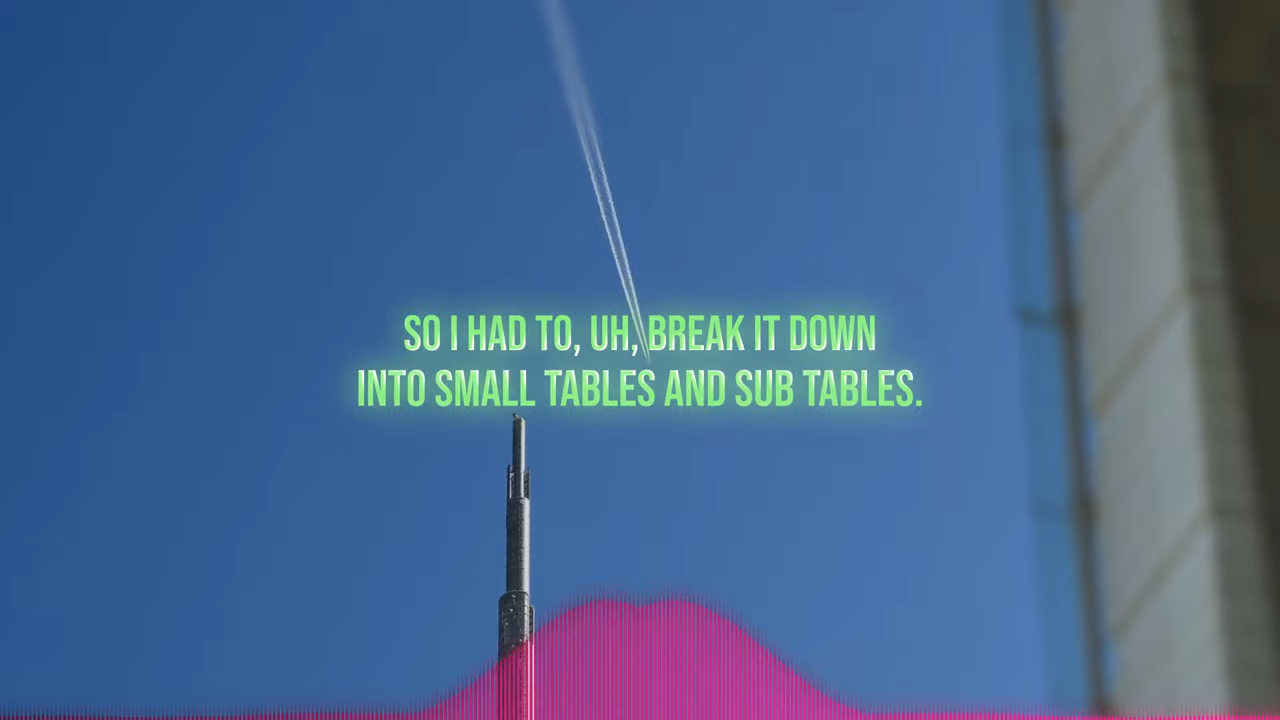 SO I HAD TO, UH, BREAK IT DOWN
INTO SMALL TABLES AND SUB TABLES.